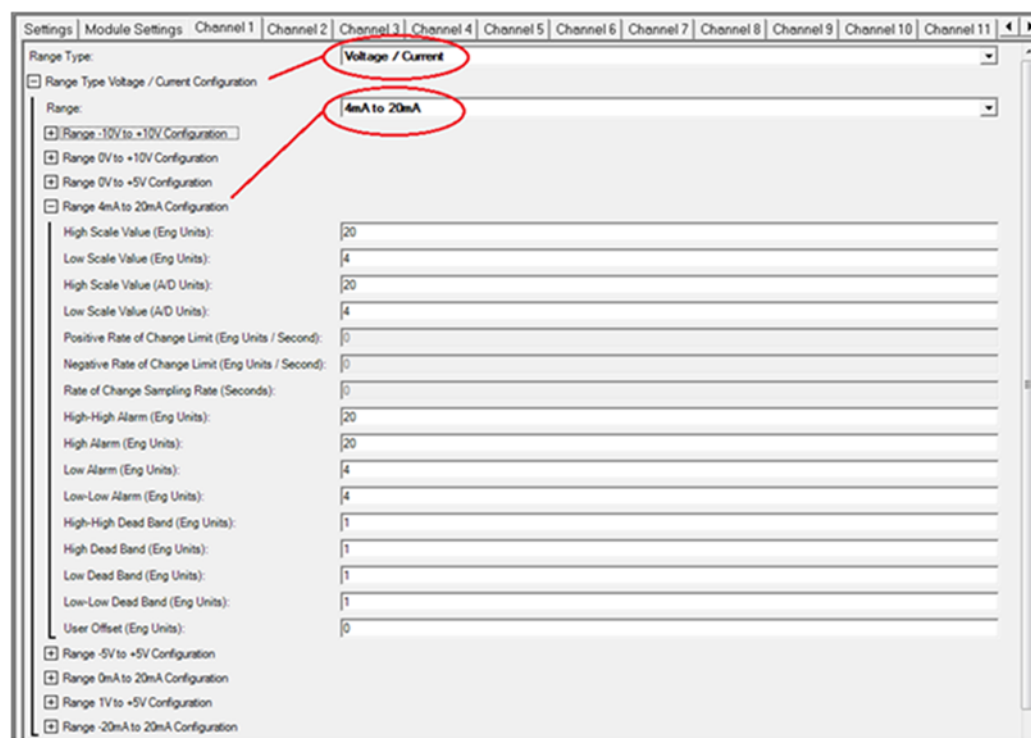 Settings Module Settings Channel 1 Channel 2 Channel 3 Channel 4 Channel 5 Channel 6 Channel 7 Channel 8 Channel 9 Channel 10 Channel 11
Range Type: Voltage / Current
Range Type Voltage / Current Configuration
Range: 4mA to 20mA
Range -10V to +10V Configuration
Range 0V to +10V Configuration
Range 0V to +5V Configuration
Range 4mA to 20mA Configuration
High Scale Value (Eng Units): 20
Low Scale Value (Eng Units): 4
High Scale Value (A/D Units): 20
Low Scale Value (A/D Units): 4
Positive Rate of Change Limit (Eng Units / Second): 0
Negative Rate of Change Limit (Eng Units / Second): 0
Rate of Change Sampling Rate (Seconds): 0
High-High Alarm (Eng Units): 20
High Alarm (Eng Units): 20
Low Alarm (Eng Units): 4
Low-Low Alarm (Eng Units): 4
High-High Dead Band (Eng Units): 1
High Dead Band (Eng Units): 1
Low Dead Band (Eng Units): 1
Low-Low Dead Band (Eng Units): 1
User Offset (Eng Units): 0
Range -5V to +5V Configuration
Range 0mA to 20mA Configuration
Range 1V to +5V Configuration
Range -20mA to 20mA Configuration